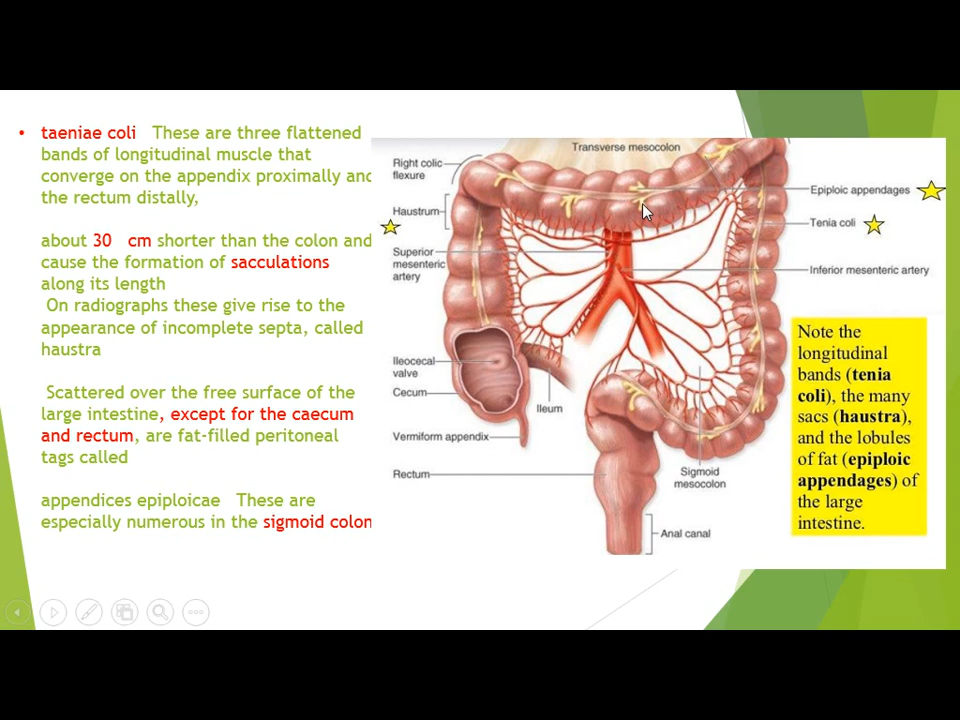 • taeniae coli These are three flattened
bands of longitudinal muscle that
converge on the appendix proximally and
the rectum distally,
about 30 cm shorter than the colon and
cause the formation of sacculations
along its length
On radiographs these give rise to the
appearance of incomplete septa, called
haustra
Scattered over the free surface of the
large intestine, except for the caecum
and rectum, are fat-filled peritoneal
tags called
appendices epiploicae These are
especially numerous in the sigmoid colon
Transverse mesocolon
Right colic
flexure
Haustrum
Superior
mesenteric
artery
Ileocecal
valve
Cecum
Vermiform appendix
Rectum
Ileum
Epiploic appendages
Tenia coli
Inferior mesenteric artery
Sigmoid
mesocolon
Anal canal
Note the
longitudinal
bands (tenia
coli), the many
sacs (haustra),
and the lobules
of fat (epiploic
appendages) of
the large
intestine.